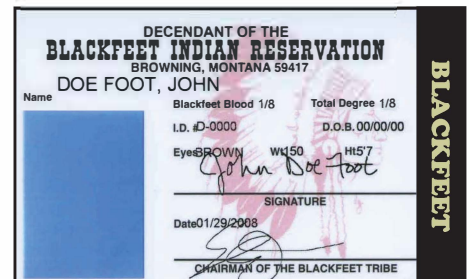 DECENDANT OF THE
BLACKFEET INDIAN RESERVATION
BROWNING, MONTANA 59417
DOE FOOT, JOHN
Name
Blackfeet Blood 1/8 Total Degree 1/8
I.D. #D-0000 D.O.B. 00/00/00
EyesBROWN Wt150 Ht5'7
John Doe Foot
SIGNATURE
Date01/29/2008
CHAIRMAN OF THE BLACKFEET TRIBE
BLACKFEET